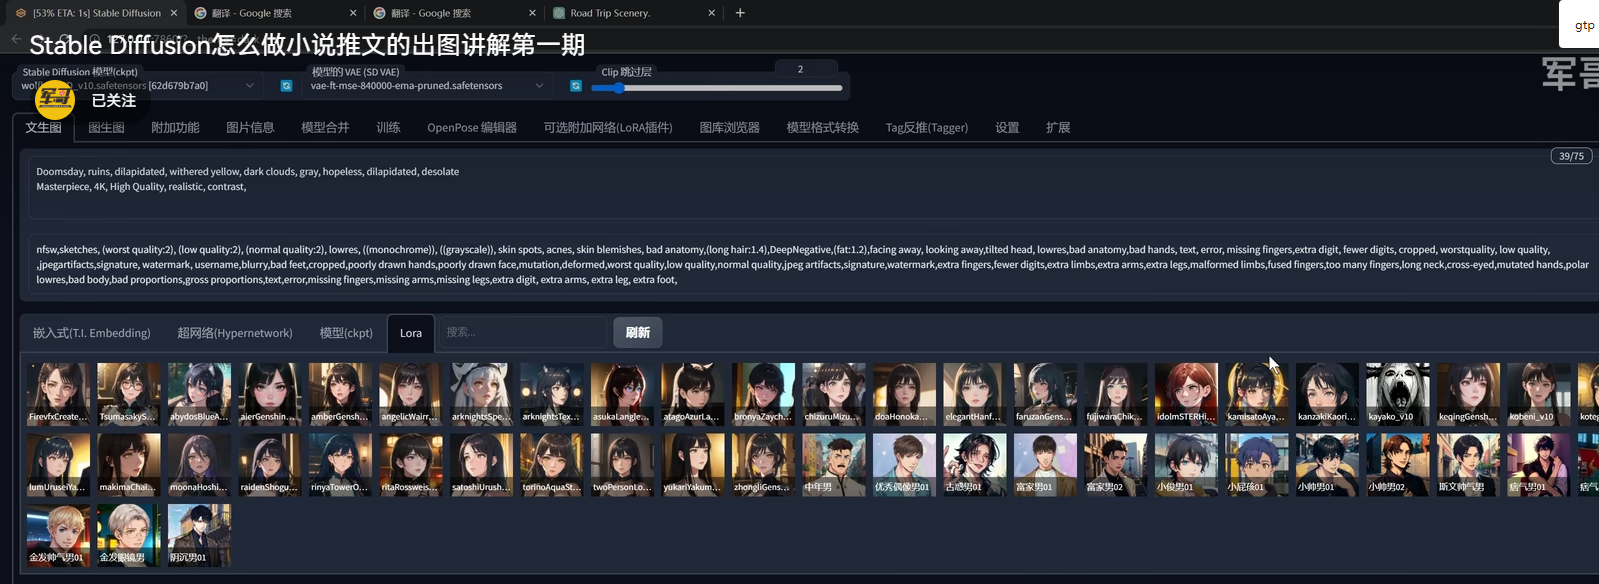 [53% ETA: 1s] Stable Diffusion
翻译 - Google 搜索
翻译 - Google 搜索
Road Trip Scenery.
gtp
Stable Diffusion怎么做小说推文的出图讲解第一期
军哥
Stable Diffusion 模型(ckpt)
模型的 VAE (SD VAE)
Clip 跳过层
2
_v10.safetensors [62d679b7a0]
vae-ft-mse-840000-ema-pruned.safetensors
军哥
已关注
文生图 图生图 附加功能 图片信息 模型合并 训练 OpenPose 编辑器 可选附加网络(LoRA插件) 图库浏览器 模型格式转换 Tag反推(Tagger) 设置 扩展
39/75
Doomsday, ruins, dilapidated, withered yellow, dark clouds, gray, hopeless, dilapidated, desolate
Masterpiece, 4K, High Quality, realistic, contrast,
nfsw,sketches, (worst quality:2), (low quality:2), (normal quality:2), lowres, ((monochrome)), ((grayscale)), skin spots, acnes, skin blemishes, bad anatomy,(long hair:1.4),DeepNegative,(fat:1.2),facing away, looking away,tilted head, lowres,bad anatomy,bad hands, text, error, missing fingers,extra digit, fewer digits, cropped, worstquality, low quality,
,jpegartifacts,signature, watermark, username,blurry,bad feet,cropped,poorly drawn hands,poorly drawn face,mutation,deformed,worst quality,low quality,normal quality,jpeg artifacts,signature,watermark,extra fingers,fewer digits,extra limbs,extra arms,extra legs,malformed limbs,fused fingers,too many fingers,long neck,cross-eyed,mutated hands,polar
lowres,bad body,bad proportions,gross proportions,text,error,missing fingers,missing arms,missing legs,extra digit, extra arms, extra leg, extra foot,
嵌入式(T.I. Embedding) 超网络(Hypernetwork) 模型(ckpt) Lora 搜索... 刷新
FirevfxCreate... TsumasakyS... abydosBlueA... aierGenshin... amberGensh... angelicWairr... arknightsSpe... arknightsTex... asukaLangle... atagoAzurLa... bronyaZaych... chizuruMizu... doaHonoka... elegantHanf... faruzanGens... fujiwaraChik... idolmSTERHi... kamisatoAya... kanzakiKaori... kayako_v10 keqingGensh... kobeni_v10 koteg
lumUruseiYa... makimaChai... moonaHoshi... raidenShogu... rinyaTowerO... ritaRossweis... satoshiUrush... torinoAquaSt... twoPersonLo... yukariYakum... zhongliGens... 中年男 优秀偶像男01 古惑男01 富家男01 富家男02 小俊男01 小屁孩01 小帅男01 小帅男02 斯文帅气男 痞气男01 痞气
金发帅气男01 金发眼镜男 阴沉男01